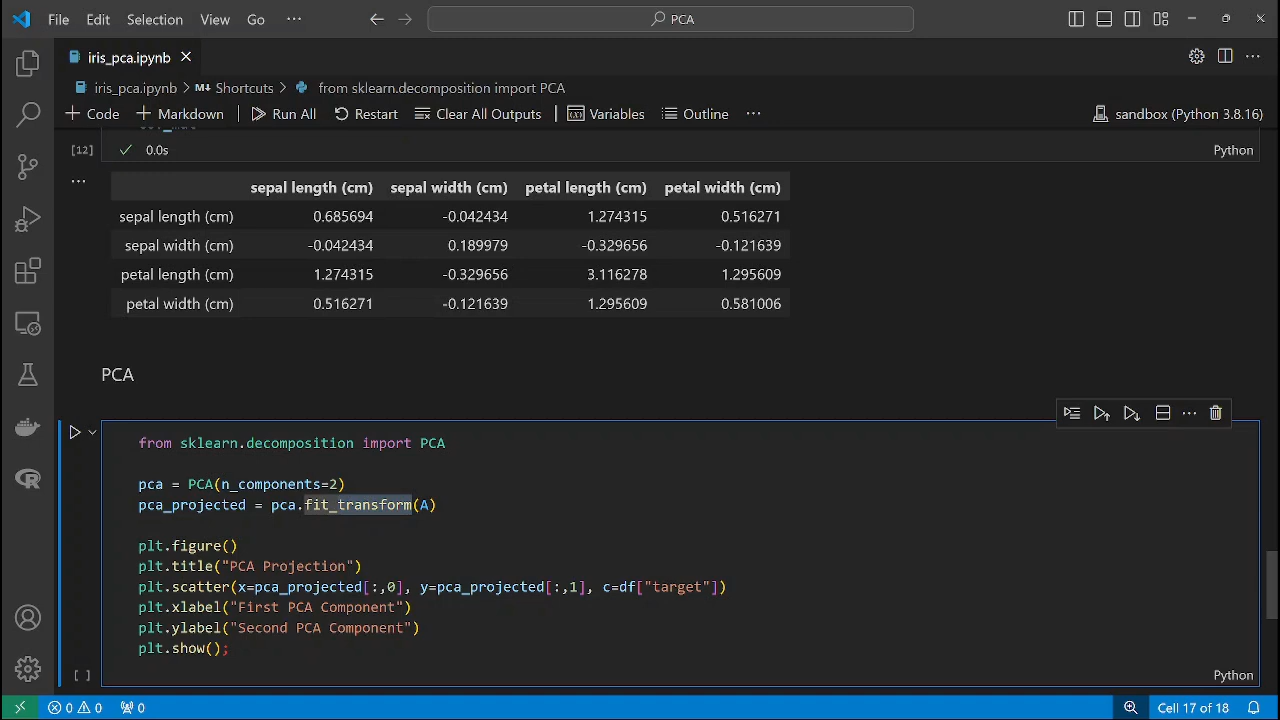 File Edit Selection View Go ··· PCA
iris_pca.ipynb
iris_pca.ipynb > M↓ Shortcuts > from sklearn.decomposition import PCA
+ Code + Markdown Run All Restart Clear All Outputs Variables Outline ··· sandbox (Python 3.8.16)
[12] ✓ 0.0s Python
sepal length (cm) sepal width (cm) petal length (cm) petal width (cm)
sepal length (cm) 0.685694 -0.042434 1.274315 0.516271
sepal width (cm) -0.042434 0.189979 -0.329656 -0.121639
petal length (cm) 1.274315 -0.329656 3.116278 1.295609
petal width (cm) 0.516271 -0.121639 1.295609 0.581006
PCA
from sklearn.decomposition import PCA
pca = PCA(n_components=2)
pca_projected = pca.fit_transform(A)
plt.figure()
plt.title("PCA Projection")
plt.scatter(x=pca_projected[:,0], y=pca_projected[:,1], c=df["target"])
plt.xlabel("First PCA Component")
plt.ylabel("Second PCA Component")
plt.show();
[ ] Python
0 0 0 Cell 17 of 18